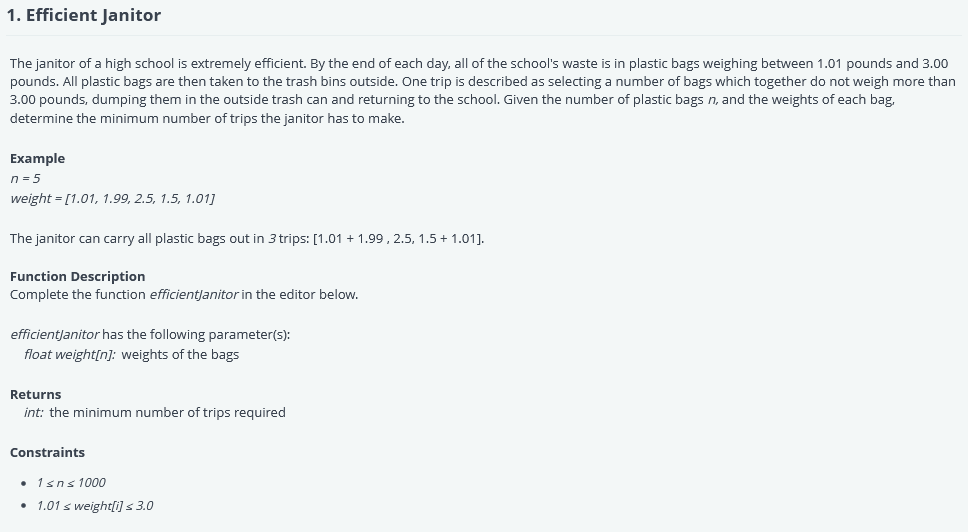 1. Efficient Janitor
The janitor of a high school is extremely efficient. By the end of each day, all of the school's waste is in plastic bags weighing between 1.01 pounds and 3.00
pounds. All plastic bags are then taken to the trash bins outside. One trip is described as selecting a number of bags which together do not weigh more than
3.00 pounds, dumping them in the outside trash can and returning to the school. Given the number of plastic bags n, and the weights of each bag,
determine the minimum number of trips the janitor has to make.
Example
n = 5
weight = [1.01, 1.99, 2.5, 1.5, 1.01]
The janitor can carry all plastic bags out in 3 trips: [1.01 + 1.99 , 2.5, 1.5 + 1.01].
Function Description
Complete the function efficientJanitor in the editor below.
efficientJanitor has the following parameter(s):
float weight[n]: weights of the bags
Returns
int: the minimum number of trips required
Constraints
• 1 ≤ n ≤ 1000
• 1.01 ≤ weight[i] ≤ 3.0